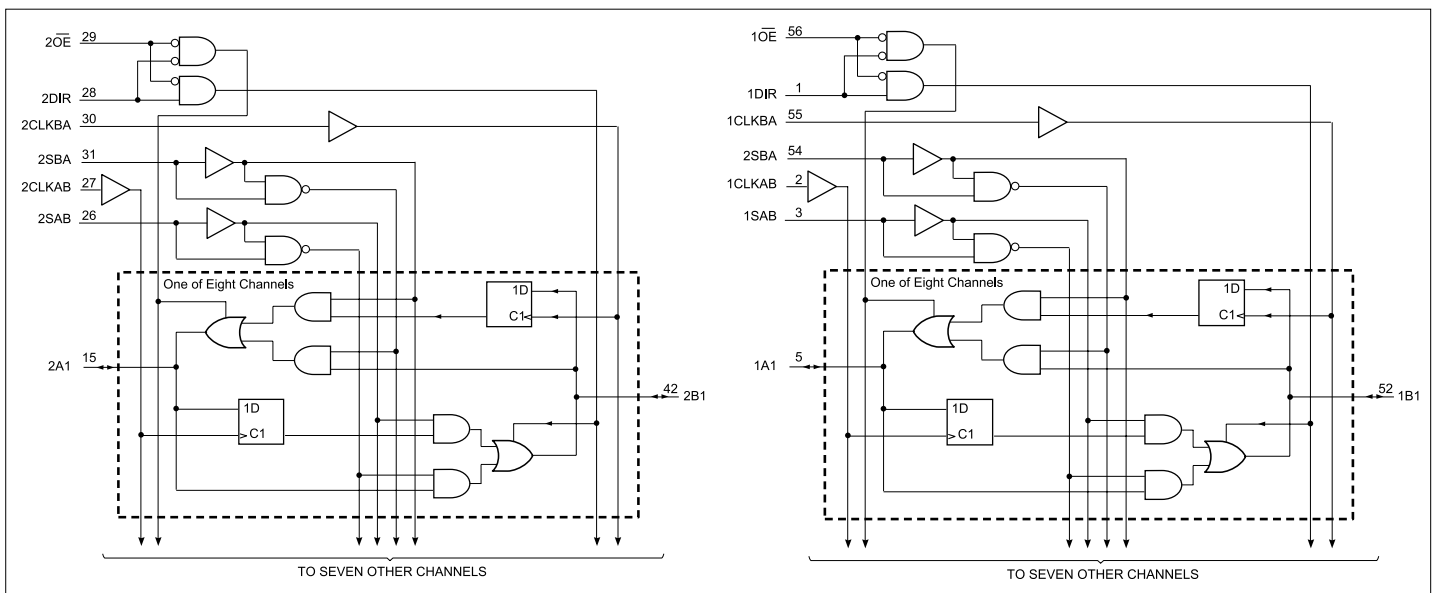 2OE 29
2DIR 28
2CLKBA 30
2SBA 31
2CLKAB 27
2SAB 26
One of Eight Channels
1D
C1
2A1 15
42 2B1
1D
C1
TO SEVEN OTHER CHANNELS
1OE 56
1DIR 1
1CLKBA 55
2SBA 54
1CLKAB 2
1SAB 3
One of Eight Channels
1D
C1
1A1 5
52 1B1
1D
C1
TO SEVEN OTHER CHANNELS